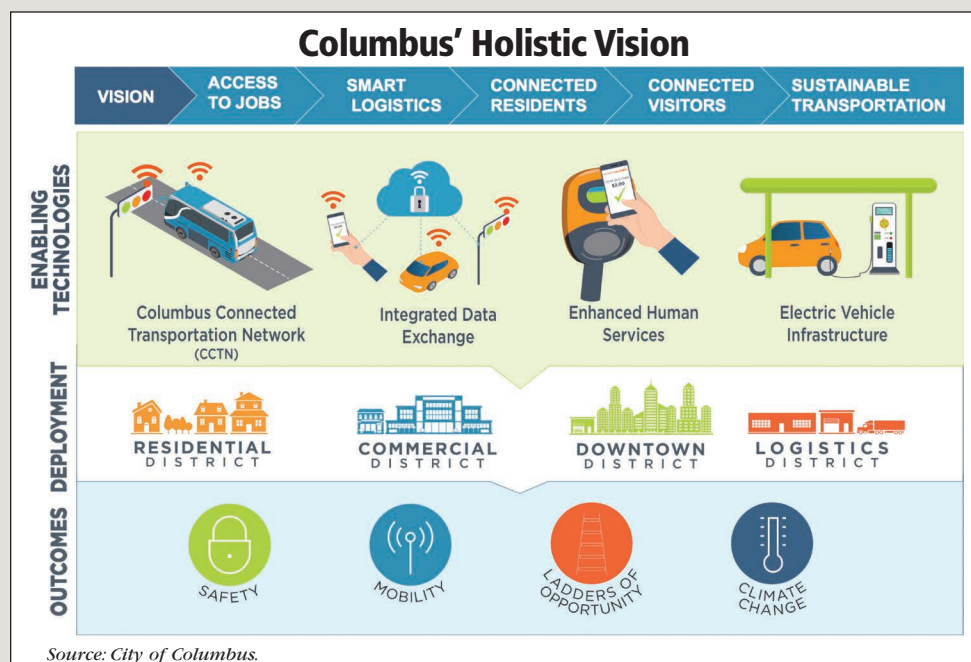 Columbus’ Holistic Vision
VISION
ACCESS
TO JOBS
SMART
LOGISTICS
CONNECTED
RESIDENTS
CONNECTED
VISITORS
SUSTAINABLE
TRANSPORTATION
ENABLING
TECHNOLOGIES
$2.00
Columbus Connected
Transportation Network
(CCTN)
Integrated Data
Exchange
Enhanced Human
Services
Electric Vehicle
Infrastructure
DEPLOYMENT
RESIDENTIAL
DISTRICT
COMMERCIAL
DISTRICT
DOWNTOWN
DISTRICT
LOGISTICS
DISTRICT
OUTCOMES
SAFETY
MOBILITY
LADDERS OF
OPPORTUNITY
CLIMATE
CHANGE
Source: City of Columbus.